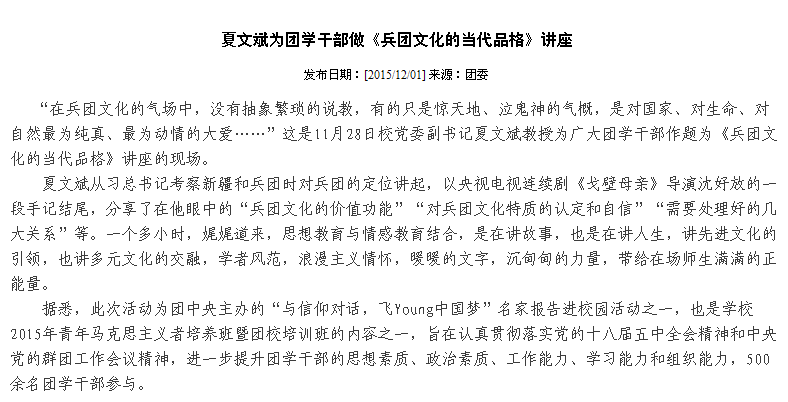 夏文斌为团学干部做《兵团文化的当代品格》讲座
发布日期：[2015/12/01] 来源：团委
“在兵团文化的气场中，没有抽象繁琐的说教，有的只是惊天地、泣鬼神的气概，是对国家、对生命、对
自然最为纯真、最为动情的大爱……”这是11月28日校党委副书记夏文斌教授为广大团学干部作题为《兵团文
化的当代品格》讲座的现场。
夏文斌从习总书记考察新疆和兵团时对兵团的定位讲起，以央视电视连续剧《戈壁母亲》导演沈好放的一
段手记结尾，分享了在他眼中的“兵团文化的价值功能”“对兵团文化特质的认定和自信”“需要处理好的几
大关系”等。一个多小时，娓娓道来，思想教育与情感教育结合，是在讲故事，也是在讲人生，讲先进文化的
引领，也讲多元文化的交融，学者风范，浪漫主义情怀，暖暖的文字，沉甸甸的力量，带给在场师生满满的正
能量。
据悉，此次活动为团中央主办的“与信仰对话，飞Young中国梦”名家报告进校园活动之一，也是学校
2015年青年马克思主义者培养班暨团校培训班的内容之一，旨在认真贯彻落实党的十八届五中全会精神和中央
党的群团工作会议精神，进一步提升团学干部的思想素质、政治素质、工作能力、学习能力和组织能力，500
余名团学干部参与。